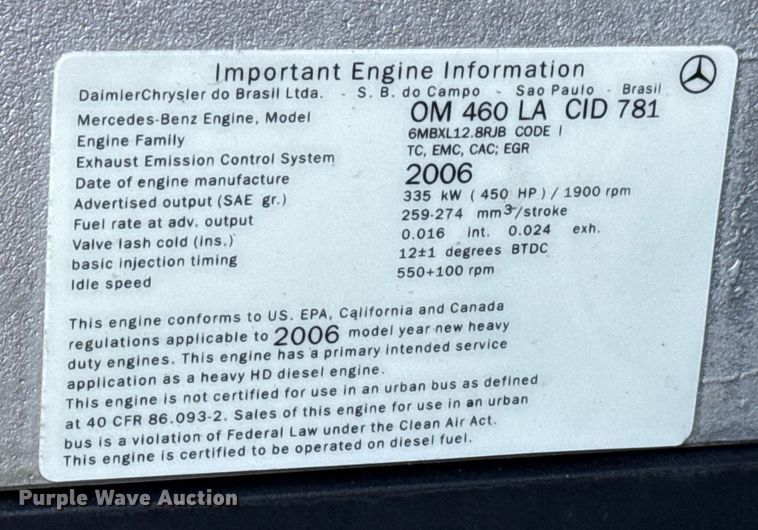 Important Engine Information
DaimlerChrysler do Brasil Ltda. - S. B. do Campo - Sao Paulo - Brasil
Mercedes-Benz Engine, Model OM 460 LA CID 781
Engine Family 6MBXL12.8RJB CODE I
Exhaust Emission Control System TC, EMC, CAC; EGR
Date of engine manufacture 2006
Advertised output (SAE gr.) 335 kW ( 450 HP ) / 1900 rpm
Fuel rate at adv. output 259-274 mm3/stroke
Valve lash cold (ins.) 0.016 int. 0.024 exh.
basic injection timing 12±1 degrees BTDC
Idle speed 550+100 rpm
This engine conforms to US. EPA, California and Canada
regulations applicable to 2006 model year new heavy
duty engines. This engine has a primary intended service
application as a heavy HD diesel engine.
This engine is not certified for use in an urban bus as defined
at 40 CFR 86.093-2. Sales of this engine for use in an urban
bus is a violation of Federal Law under the Clean Air Act.
This engine is certified to be operated on diesel fuel.
Purple Wave Auction